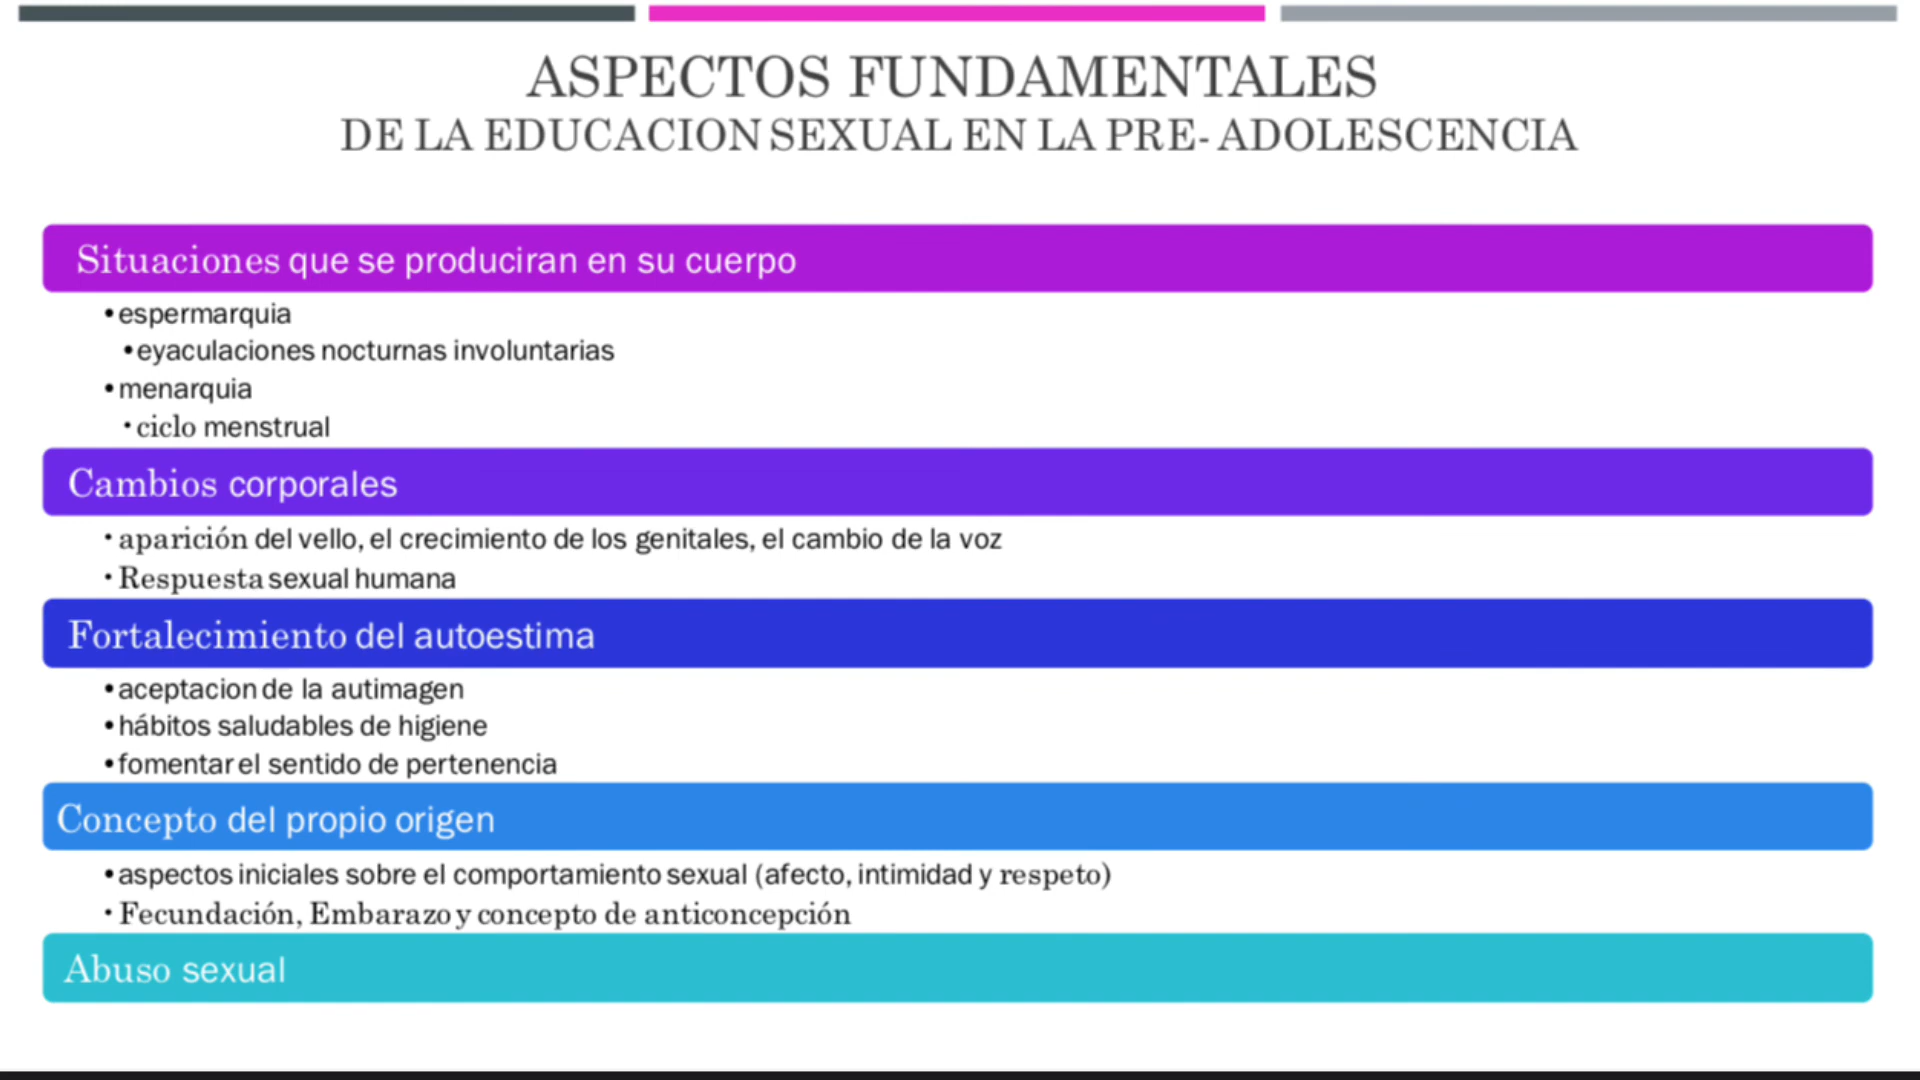 ASPECTOS FUNDAMENTALES
DE LA EDUCACION SEXUAL EN LA PRE- ADOLESCENCIA
Situaciones que se produciran en su cuerpo
•espermarquia
•eyaculaciones nocturnas involuntarias
•menarquia
•ciclo menstrual
Cambios corporales
•aparición del vello, el crecimiento de los genitales, el cambio de la voz
•Respuesta sexual humana
Fortalecimiento del autoestima
•aceptacion de la autimagen
•hábitos saludables de higiene
•fomentar el sentido de pertenencia
Concepto del propio origen
•aspectos iniciales sobre el comportamiento sexual (afecto, intimidad y respeto)
•Fecundación, Embarazo y concepto de anticoncepción
Abuso sexual